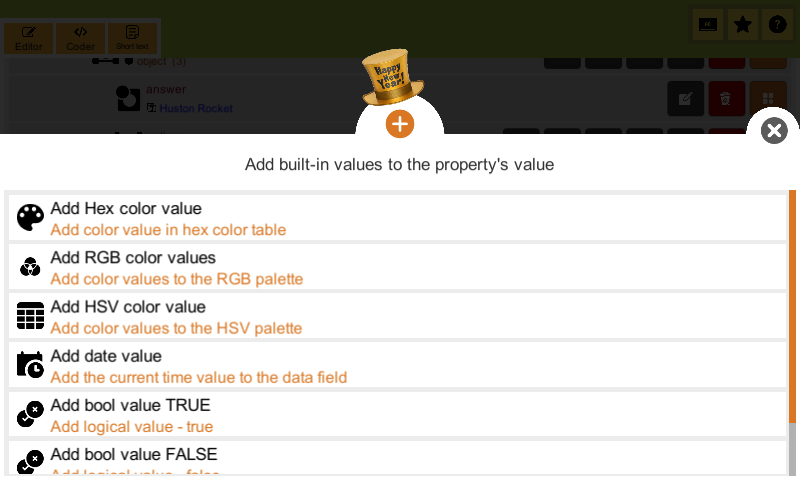 Editor
Coder
Short text
object (3)
answer
Huston Rocket
Happy
New
Year!
Add built-in values to the property's value
Add Hex color value
Add color value in hex color table
Add RGB color values
Add color values to the RGB palette
Add HSV color value
Add color values to the HSV palette
Add date value
Add the current time value to the data field
Add bool value TRUE
Add logical value - true
Add bool value FALSE
Add logical value - false